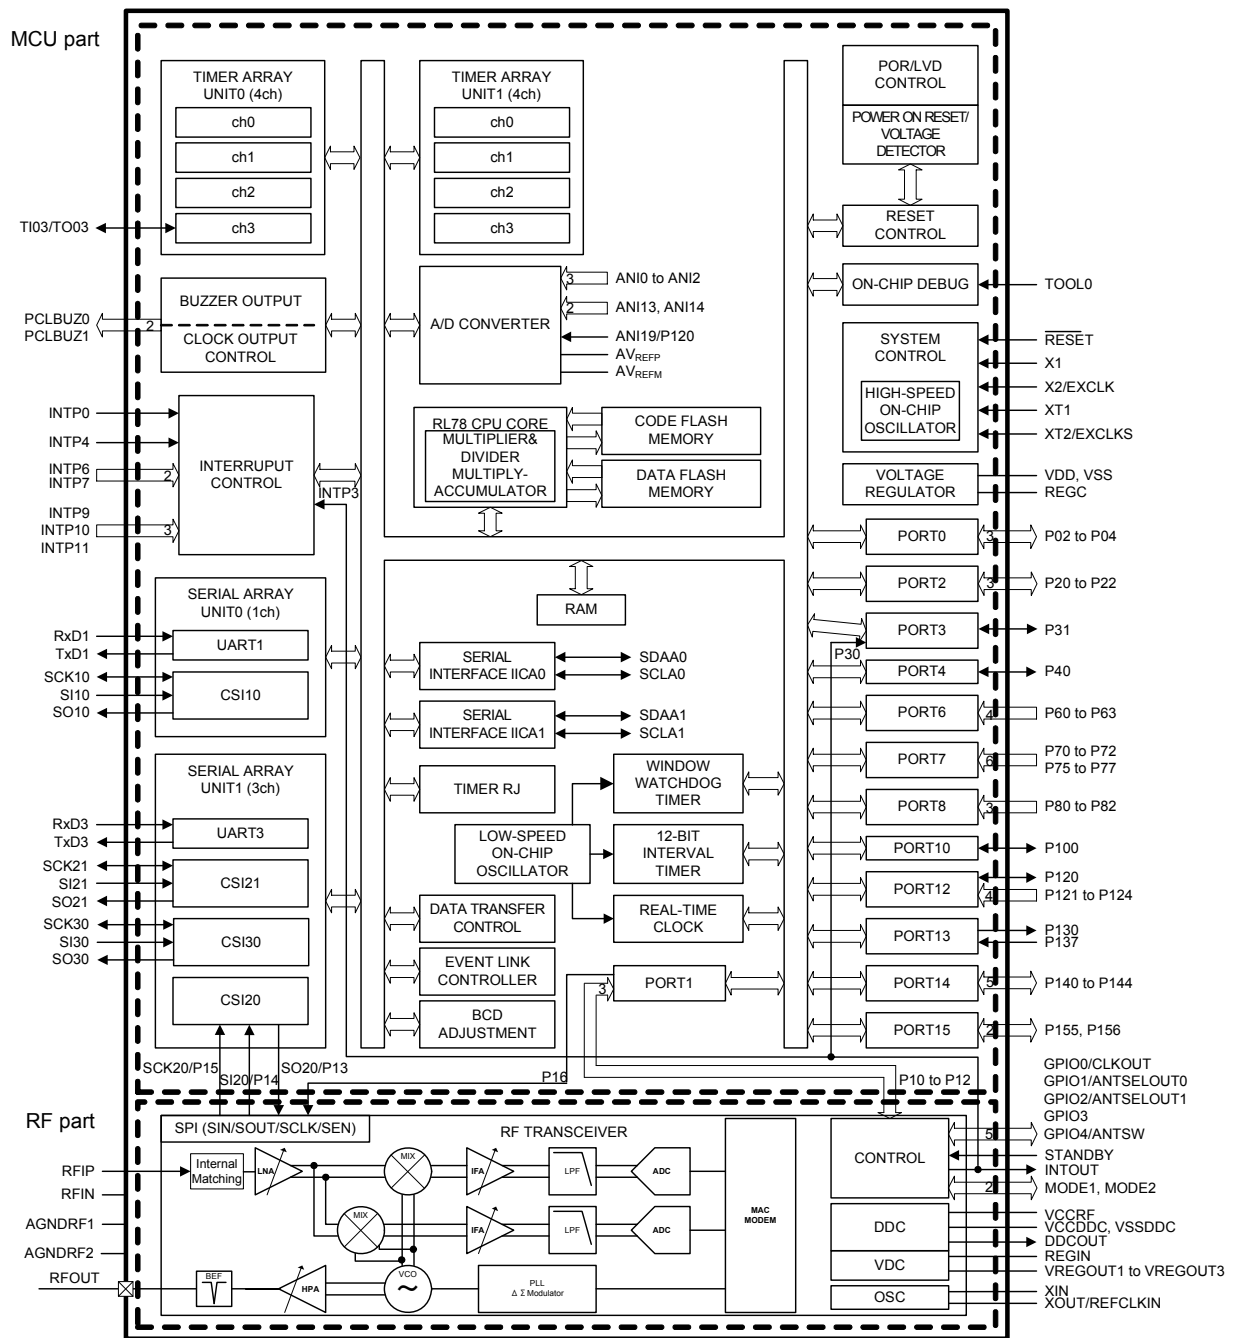 MCU part
TIMER ARRAY
UNIT0 (4ch)
ch0
ch1
ch2
ch3
TI03/TO03
TIMER ARRAY
UNIT1 (4ch)
ch0
ch1
ch2
ch3
POR/LVD
CONTROL
POWER ON RESET/
VOLTAGE
DETECTOR
RESET
CONTROL
ON-CHIP DEBUG
TOOL0
BUZZER OUTPUT
CLOCK OUTPUT
CONTROL
PCLBUZ0
PCLBUZ1
2
A/D CONVERTER
3
ANI0 to ANI2
2
ANI13, ANI14
ANI19/P120
AVREFP
AVREFM
SYSTEM
CONTROL
HIGH-SPEED
ON-CHIP
OSCILLATOR
RESET
X1
X2/EXCLK
XT1
XT2/EXCLKS
VOLTAGE
REGULATOR
VDD, VSS
REGC
INTP0
INTP4
INTP6
INTP7
2
INTP9
INTP10
INTP11
3
INTERRUPUT
CONTROL
INTP3
RL78 CPU CORE
MULTIPLIER&
DIVIDER
MULTIPLY-
ACCUMULATOR
CODE FLASH
MEMORY
DATA FLASH
MEMORY
RAM
PORT0
3
P02 to P04
PORT2
3
P20 to P22
PORT3
P31
P30
PORT4
P40
PORT6
4
P60 to P63
PORT7
6
P70 to P72
P75 to P77
PORT8
3
P80 to P82
PORT10
P100
PORT12
P120
4
P121 to P124
PORT13
P130
P137
PORT14
5
P140 to P144
PORT15
2
P155, P156
SERIAL ARRAY
UNIT0 (1ch)
UART1
CSI10
RxD1
TxD1
SCK10
SI10
SO10
SERIAL ARRAY
UNIT1 (3ch)
UART3
CSI21
CSI30
CSI20
RxD3
TxD3
SCK21
SI21
SO21
SCK30
SI30
SO30
SERIAL
INTERFACE IICA0
SDAA0
SCLA0
SERIAL
INTERFACE IICA1
SDAA1
SCLA1
TIMER RJ
WINDOW
WATCHDOG
TIMER
LOW-SPEED
ON-CHIP
OSCILLATOR
12-BIT
INTERVAL
TIMER
REAL-TIME
CLOCK
DATA TRANSFER
CONTROL
EVENT LINK
CONTROLLER
BCD
ADJUSTMENT
PORT1
3
SCK20/P15
SI20/P14
SO20/P13
P16
P10 to P12
RF part
SPI (SIN/SOUT/SCLK/SEN)
RF TRANSCEIVER
RFIP
RFIN
AGNDRF1
AGNDRF2
RFOUT
Internal
Matching
LNA
MIX
IFA
LPF
ADC
MIX
IFA
LPF
ADC
BEF
HPA
VCO
~
PLL
Δ Σ Modulator
MAC
MODEM
CONTROL
DDC
VDC
OSC
GPIO0/CLKOUT
GPIO1/ANTSELOUT0
GPIO2/ANTSELOUT1
GPIO3
GPIO4/ANTSW
5
STANDBY
INTOUT
2
MODE1, MODE2
VCCRF
VCCDDC, VSSDDC
DDCOUT
REGIN
VREGOUT1 to VREGOUT3
XIN
XOUT/REFCLKIN